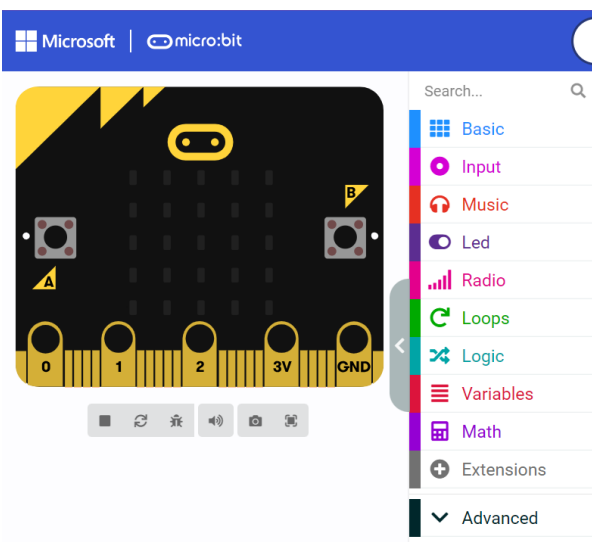 Microsoft | micro:bit
Search...
Basic
Input
Music
Led
Radio
Loops
Logic
Variables
Math
Extensions
Advanced
B
A
0 1 2 3V GND